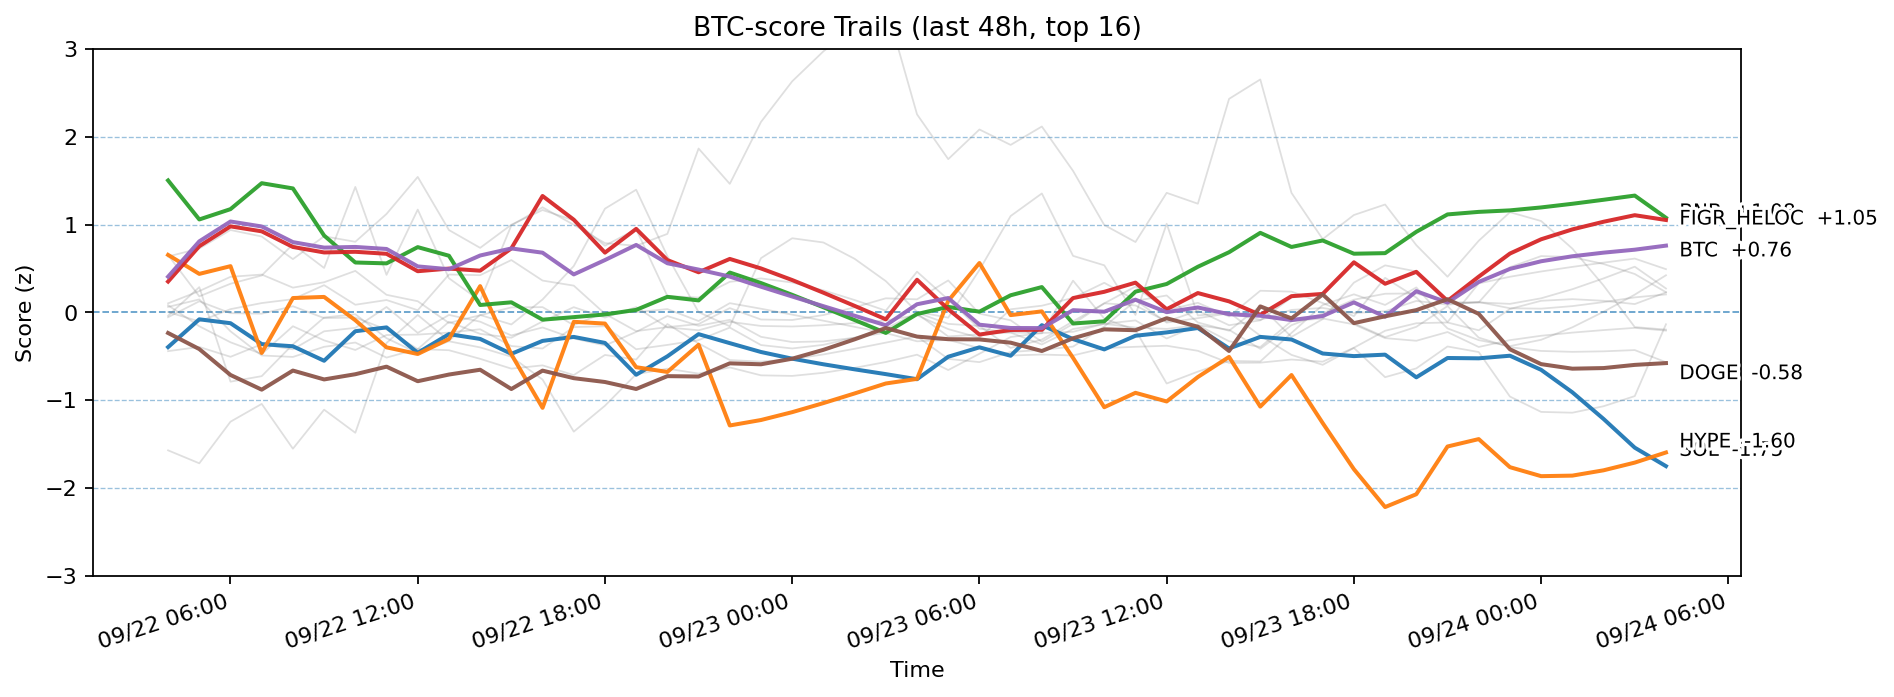 BTC-score Trails (last 48h, top 16)
Score (z)
3
2
1
0
−1
−2
−3
FIGR_HELOC +1.05
BTC +0.76
DOGE -0.58
HYPE -1.60
SOL -1.75
09/22 06:00
09/22 12:00
09/22 18:00
09/23 00:00
09/23 06:00
09/23 12:00
09/23 18:00
09/24 00:00
09/24 06:00
Time